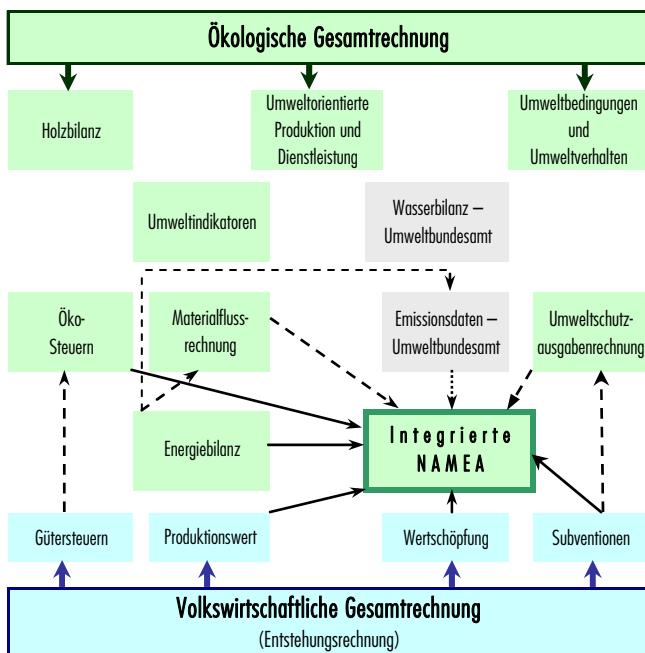 Ökologische Gesamtrechnung
Holzbilanz
Umweltorientierte
Produktion und
Dienstleistung
Umweltbedingungen
und
Umweltverhalten
Umweltindikatoren
Wasserbilanz –
Umweltbundesamt
Öko-
Steuern
Materialfluss-
rechnung
Emissionsdaten –
Umweltbundesamt
Umweltschutz-
ausgabenrechnung
Energiebilanz
Integrierte
NAMEA
Gütersteuern
Produktionswert
Wertschöpfung
Subventionen
Volkswirtschaftliche Gesamtrechnung
(Entstehungsrechnung)